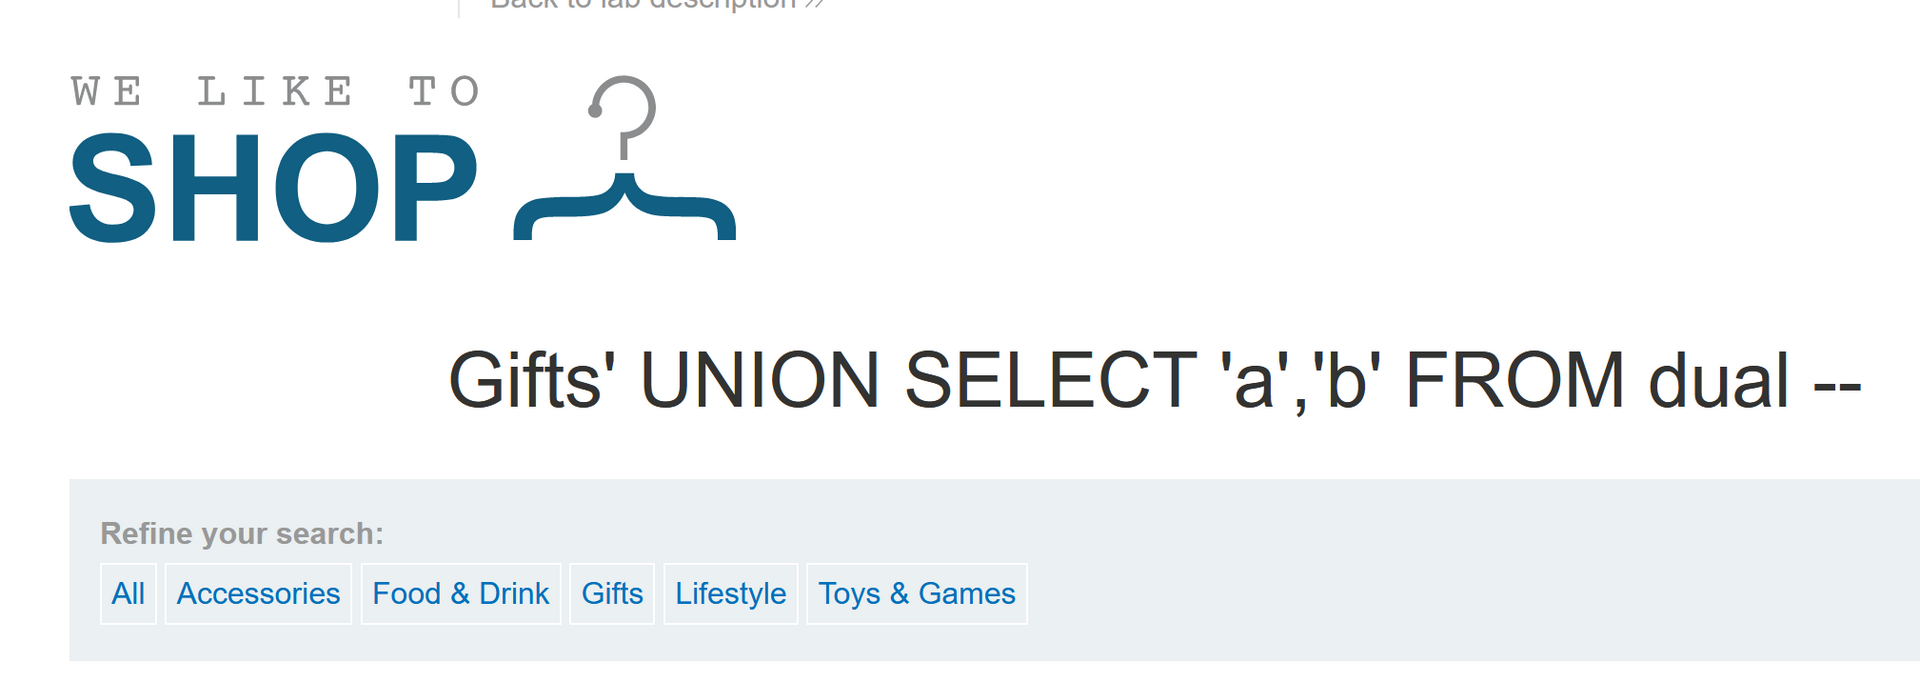 Back to lab description
WE LIKE TO
SHOP
Gifts' UNION SELECT 'a','b' FROM dual --
Refine your search:
All
Accessories
Food & Drink
Gifts
Lifestyle
Toys & Games